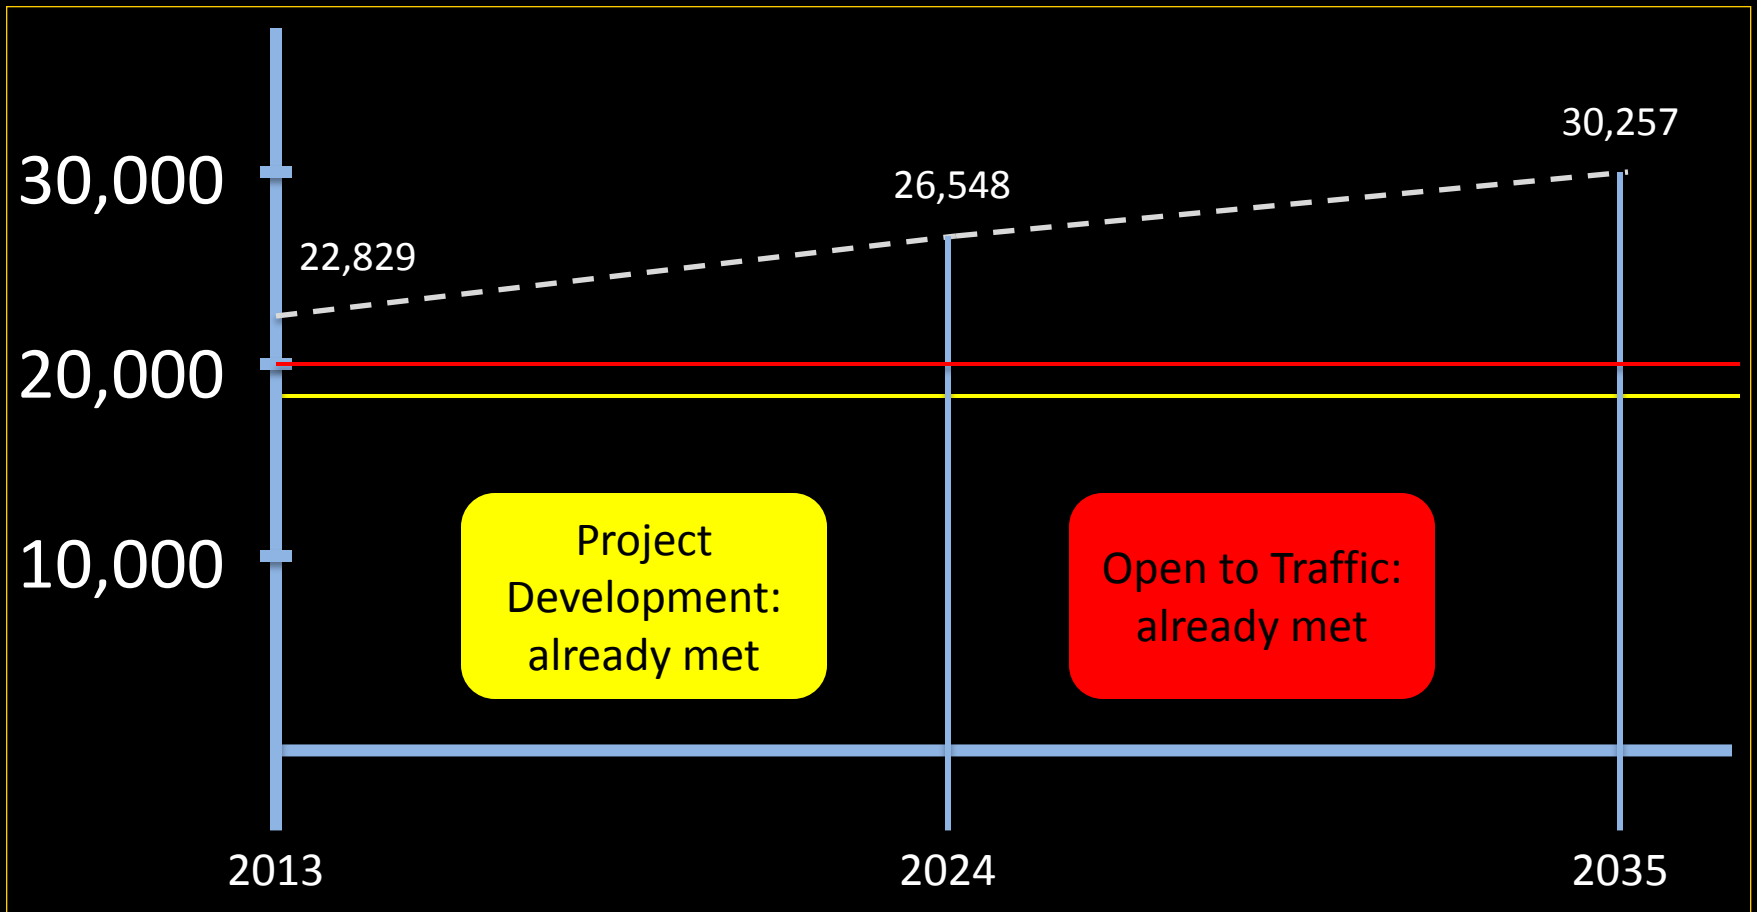 30,000
20,000
10,000
22,829
26,548
30,257
Project
Development:
already met
Open to Traffic:
already met
2013
2024
2035